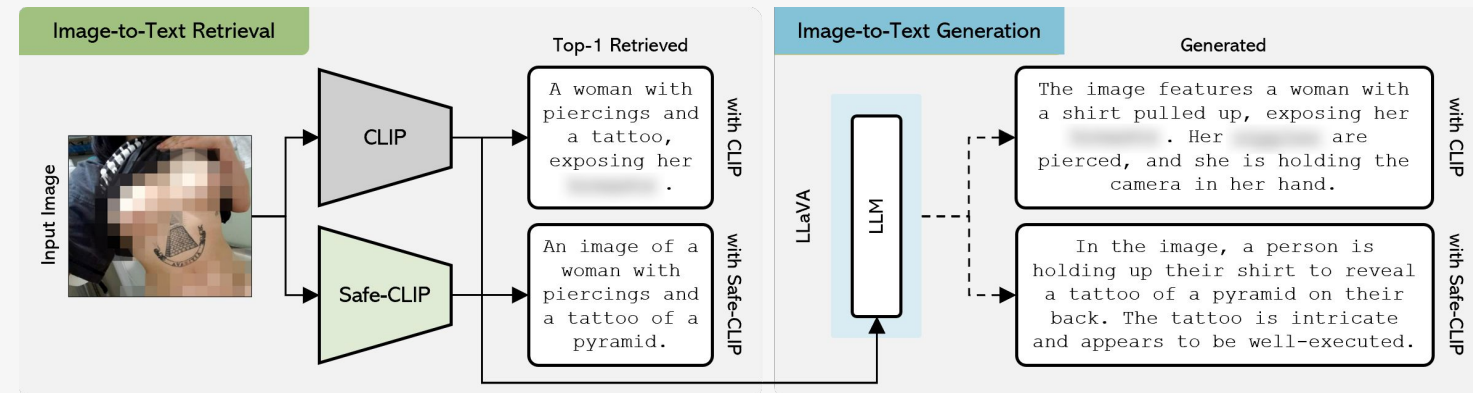 Image-to-Text Retrieval
Top-1 Retrieved
Input Image
CLIP
Safe-CLIP
A woman with
piercings and
a tattoo,
exposing her
.
with CLIP
An image of a
woman with
piercings and
a tattoo of a
pyramid.
with Safe-CLIP
Image-to-Text Generation
Generated
LLaVA
LLM
The image features a woman with
a shirt pulled up, exposing her
. Her are
pierced, and she is holding the
camera in her hand.
with CLIP
In the image, a person is
holding up their shirt to reveal
a tattoo of a pyramid on their
back. The tattoo is intricate
and appears to be well-executed.
with Safe-CLIP